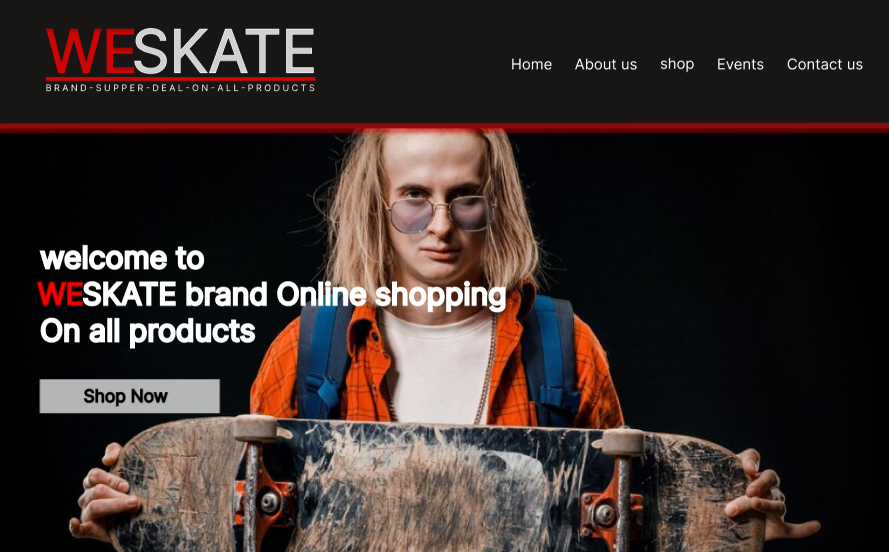 WESKATE
BRAND-SUPPER-DEAL-ON-ALL-PRODUCTS
Home About us shop Events Contact us
welcome to
WESKATE brand Online shopping
On all products
Shop Now